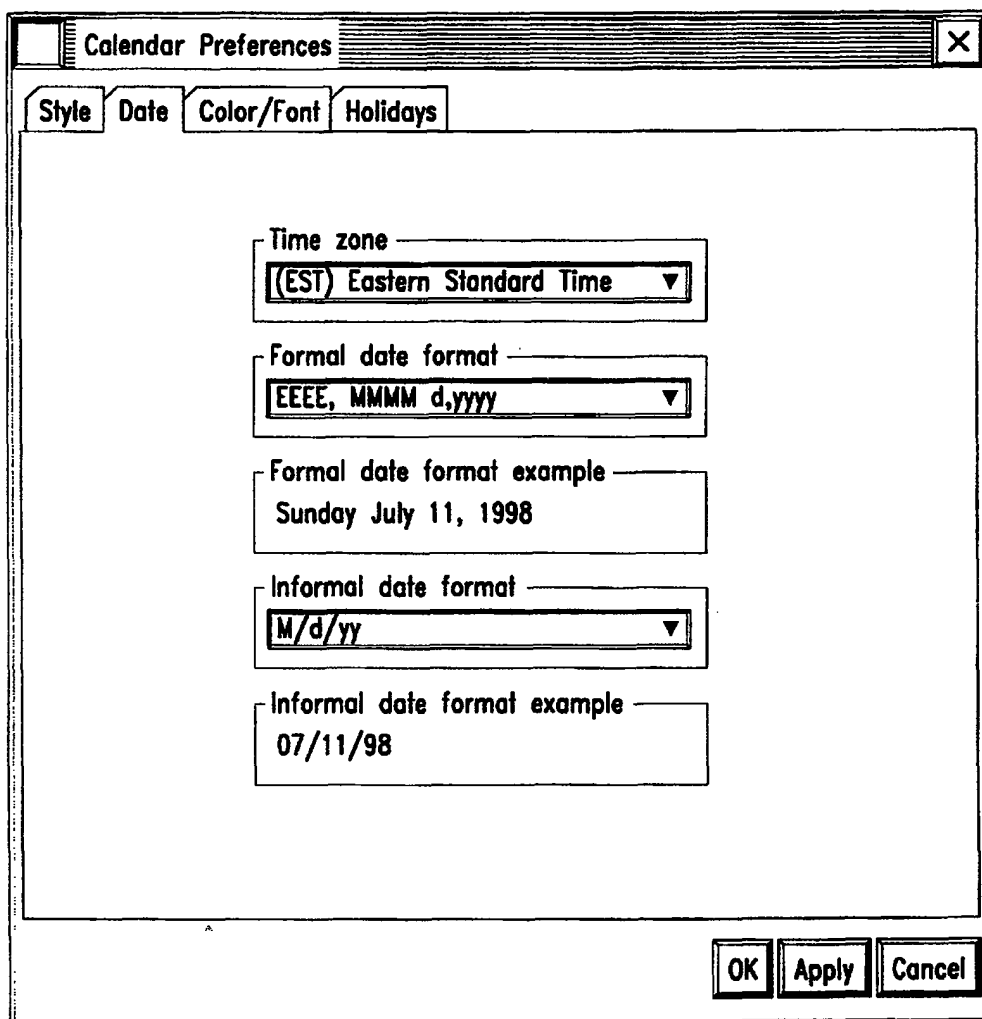 Calendar Preferences
Style Date Color/Font Holidays
Time zone
(EST) Eastern Standard Time
Formal date format
EEEE, MMMM d,yyyy
Formal date format example
Sunday July 11, 1998
Informal date format
M/d/yy
Informal date format example
07/11/98
OK Apply Cancel